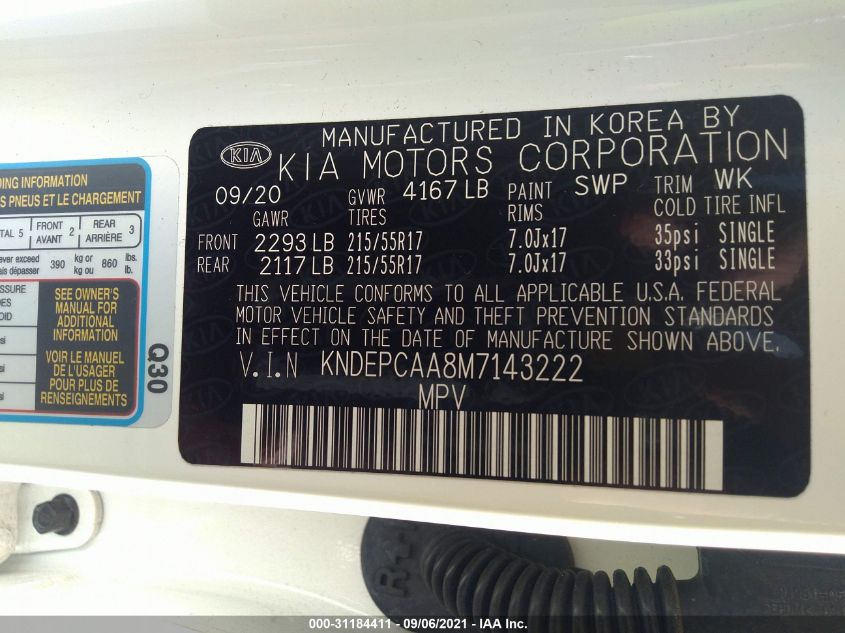 MANUFACTURED IN KOREA BY
KIA
KIA MOTORS CORPORATION
09/20 GVWR 4167 LB PAINT SWP TRIM WK
GAWR TIRES RIMS COLD TIRE INFL
FRONT 2293 LB 215/55R17 7.0Jx17 35psi SINGLE
REAR 2117 LB 215/55R17 7.0Jx17 33psi SINGLE
THIS VEHICLE CONFORMS TO ALL APPLICABLE U.S.A. FEDERAL
MOTOR VEHICLE SAFETY AND THEFT PREVENTION STANDARDS
IN EFFECT ON THE DATE OF MANUFACTURE SHOWN ABOVE.
V.I.N KNDEPCAA8M7143222
MPV
DING INFORMATION
S PNEUS ET LE CHARGEMENT
TAL 5 FRONT AVANT 2 REAR ARRIÈRE 3
ever exceed
ais dépasser 390 kg or kg ou 860 lbs. lb.
SEE OWNER'S
MANUAL FOR
ADDITIONAL
INFORMATION
VOIR LE MANUEL
DE L'USAGER
POUR PLUS DE
RENSEIGNEMENTS
Q30
R
000-31184411 - 09/06/2021 - IAA Inc.